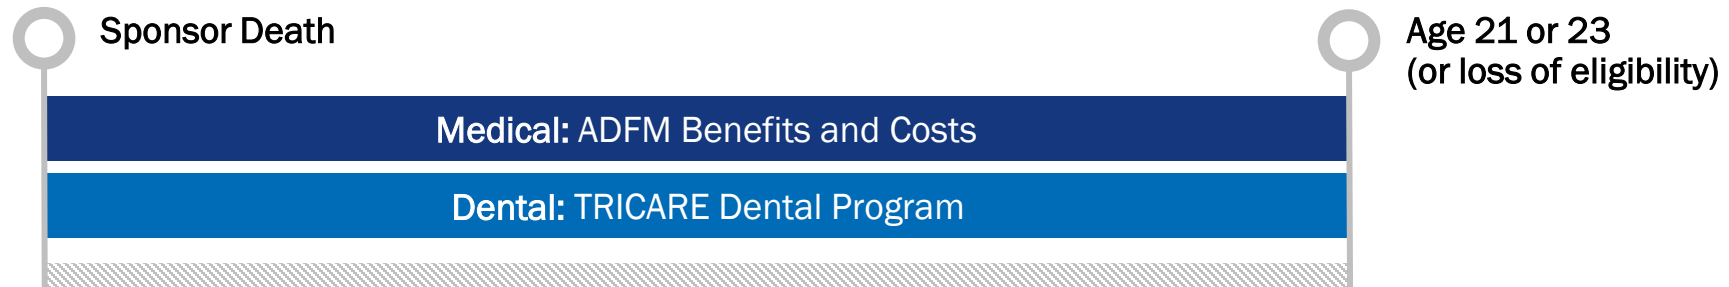 Sponsor Death
Age 21 or 23
(or loss of eligibility)
Medical: ADFM Benefits and Costs
Dental: TRICARE Dental Program